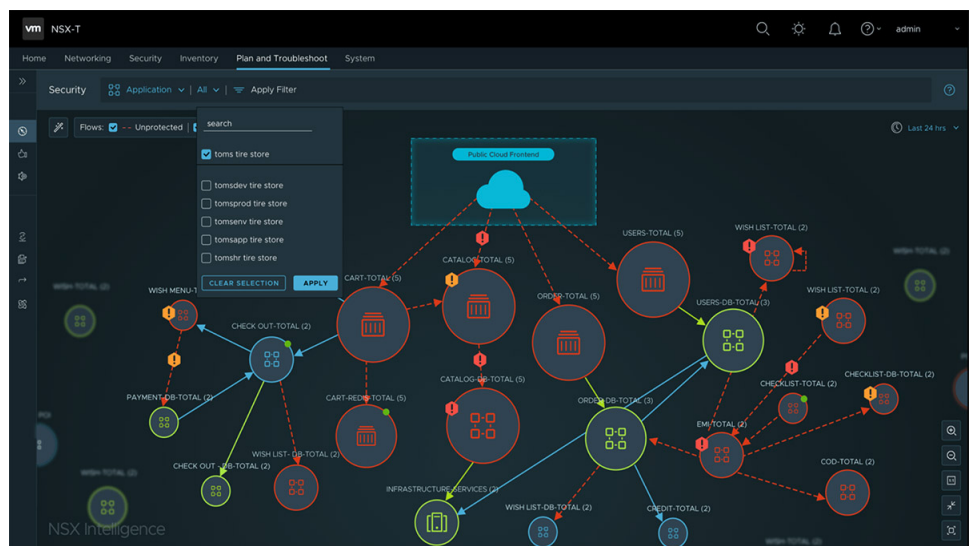 vm NSX-T
admin
Home Networking Security Inventory Plan and Troubleshoot System
Security Application All Apply Filter
Flows: -- Unprotected
Last 24 hrs
search
toms tire store
tomsdev tire store
tomsprod tire store
tomsenv tire store
tomsapp tire store
tomshr tire store
CLEAR SELECTION APPLY
Public Cloud Frontend
USERS-TOTAL (5)
WISH LIST-TOTAL (2)
WISH-TOTAL (2)
CATALOG-TOTAL (5)
CART-TOTAL (5)
WISH-TOTAL (2)
WISH MENU-T
ORDER-TOTAL (5)
USERS-DB-TOTAL (3)
WISH LIST-TOTAL (2)
CHECK OUT-TOTAL (2)
CATALOG-DB-TOTAL (5)
CHECKLIST-TOTAL (2)
CHECKLIST-DB-TOTAL (2)
PAYMENT-DB-TOTAL (2)
CART-REDIS-TOTAL (5)
ORDER-DB-TOTAL (3)
POI
EMI-TOTAL (2)
WISH LIST- DB-TOTAL (2)
CHECK OUT - DB-TOTAL (2)
COD-TOTAL (2)
WISH-TOTAL (2)
INFRASTRUCTURE-SERVICES (2)
WISH LIST-DB-TOTAL (2)
CREDIT-TOTAL (2)
NSX Intelligence
WISH-TOTAL (2)